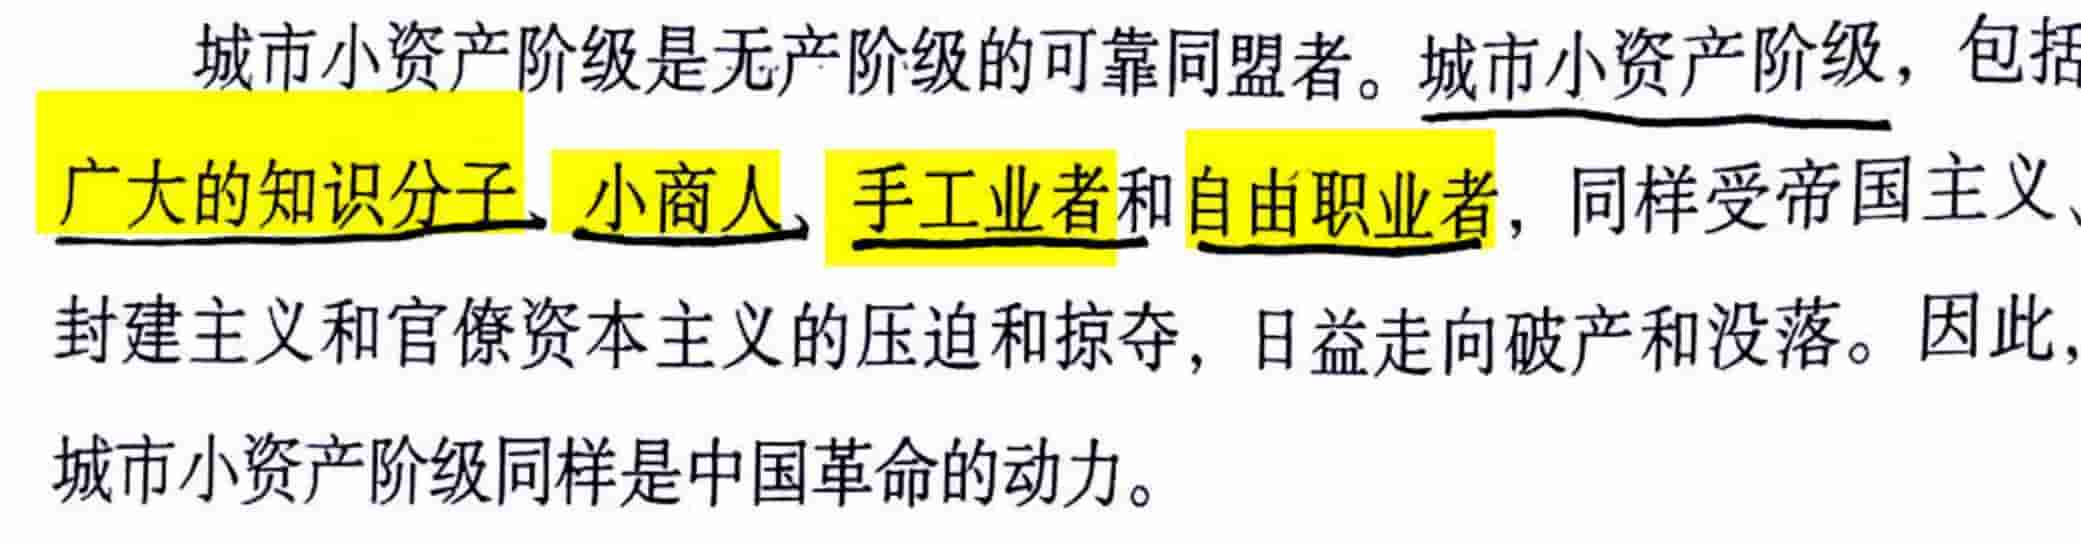 城市小资产阶级是无产阶级的可靠同盟者。城市小资产阶级，包括
广大的知识分子、小商人、手工业者和自由职业者，同样受帝国主义、
封建主义和官僚资本主义的压迫和掠夺，日益走向破产和没落。因此，
城市小资产阶级同样是中国革命的动力。